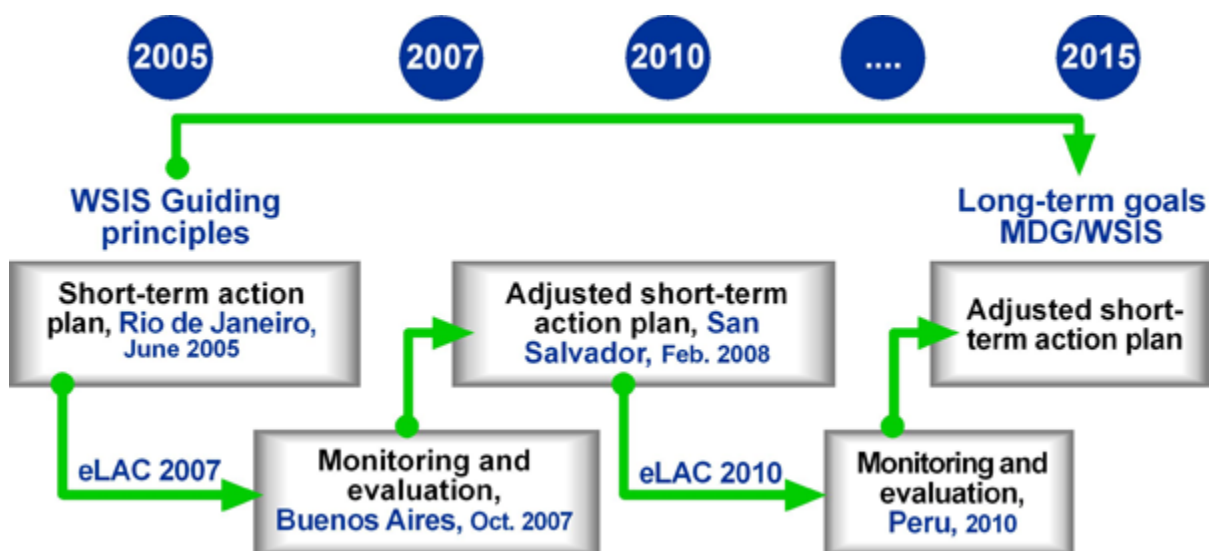 2005
2007
2010
....
2015
WSIS Guiding
principles
Long-term goals
MDG/WSIS
Short-term action
plan, Rio de Janeiro,
June 2005
Adjusted short-term
action plan, San
Salvador, Feb. 2008
Adjusted short-
term action plan
eLAC 2007
Monitoring and
evaluation,
Buenos Aires, Oct. 2007
eLAC 2010
Monitoring and
evaluation,
Peru, 2010